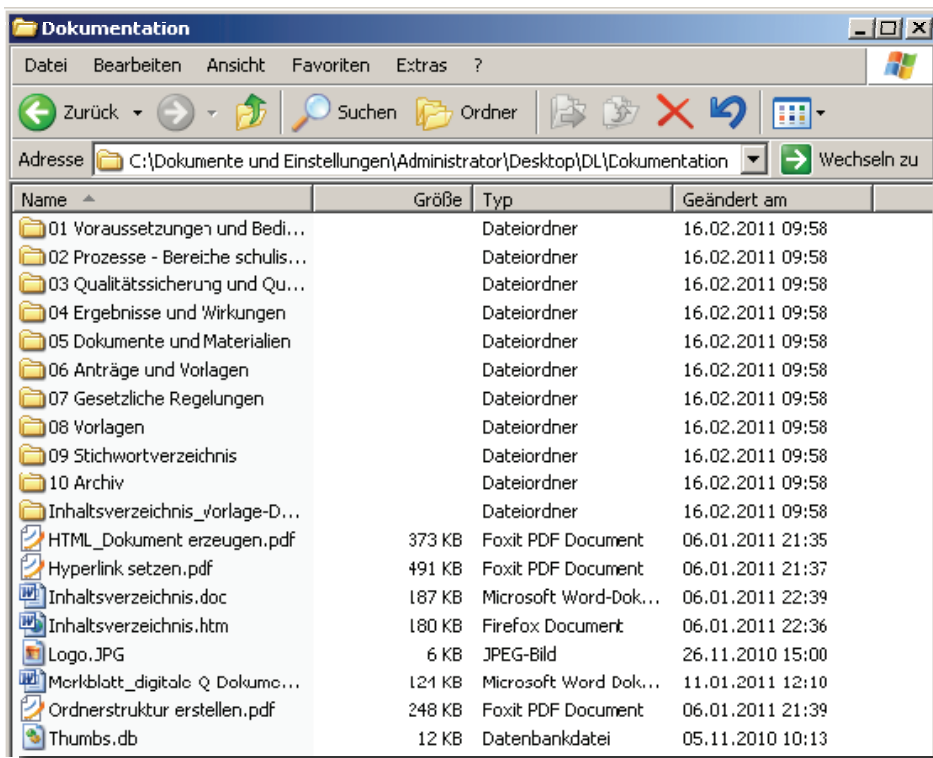 Dokumentation
Datei Bearbeiten Ansicht Favoriten Extras ?
Zurück Suchen Ordner
Adresse C:\Dokumente und Einstellungen\Administrator\Desktop\DL\Dokumentation Wechseln zu
Name Größe Typ Geändert am
01 Voraussetzungen und Bedi... Dateiordner 16.02.2011 09:58
02 Prozesse - Bereiche schulis... Dateiordner 16.02.2011 09:58
03 Qualitätssicherung und Qu... Dateiordner 16.02.2011 09:58
04 Ergebnisse und Wirkungen Dateiordner 16.02.2011 09:58
05 Dokumente und Materialien Dateiordner 16.02.2011 09:58
06 Anträge und Vorlagen Dateiordner 16.02.2011 09:58
07 Gesetzliche Regelungen Dateiordner 16.02.2011 09:58
08 Vorlagen Dateiordner 16.02.2011 09:58
09 Stichwortverzeichnis Dateiordner 16.02.2011 09:58
10 Archiv Dateiordner 16.02.2011 09:58
Inhaltsverzeichnis_Vorlage-D... Dateiordner 16.02.2011 09:58
HTML_Dokument erzeugen.pdf 373 KB Foxit PDF Document 06.01.2011 21:35
Hyperlink setzen.pdf 491 KB Foxit PDF Document 06.01.2011 21:37
Inhaltsverzeichnis.doc 187 KB Microsoft Word-Dok... 06.01.2011 22:39
Inhaltsverzeichnis.htm 180 KB Firefox Document 06.01.2011 22:36
Logo.JPG 6 KB JPEG-Bild 26.11.2010 15:00
Merkblatt_digitale Q Dokume... 124 KB Microsoft Word Dok... 11.01.2011 12:10
Ordnerstruktur erstellen.pdf 248 KB Foxit PDF Document 06.01.2011 21:39
Thumbs.db 12 KB Datenbankdatei 05.11.2010 10:13